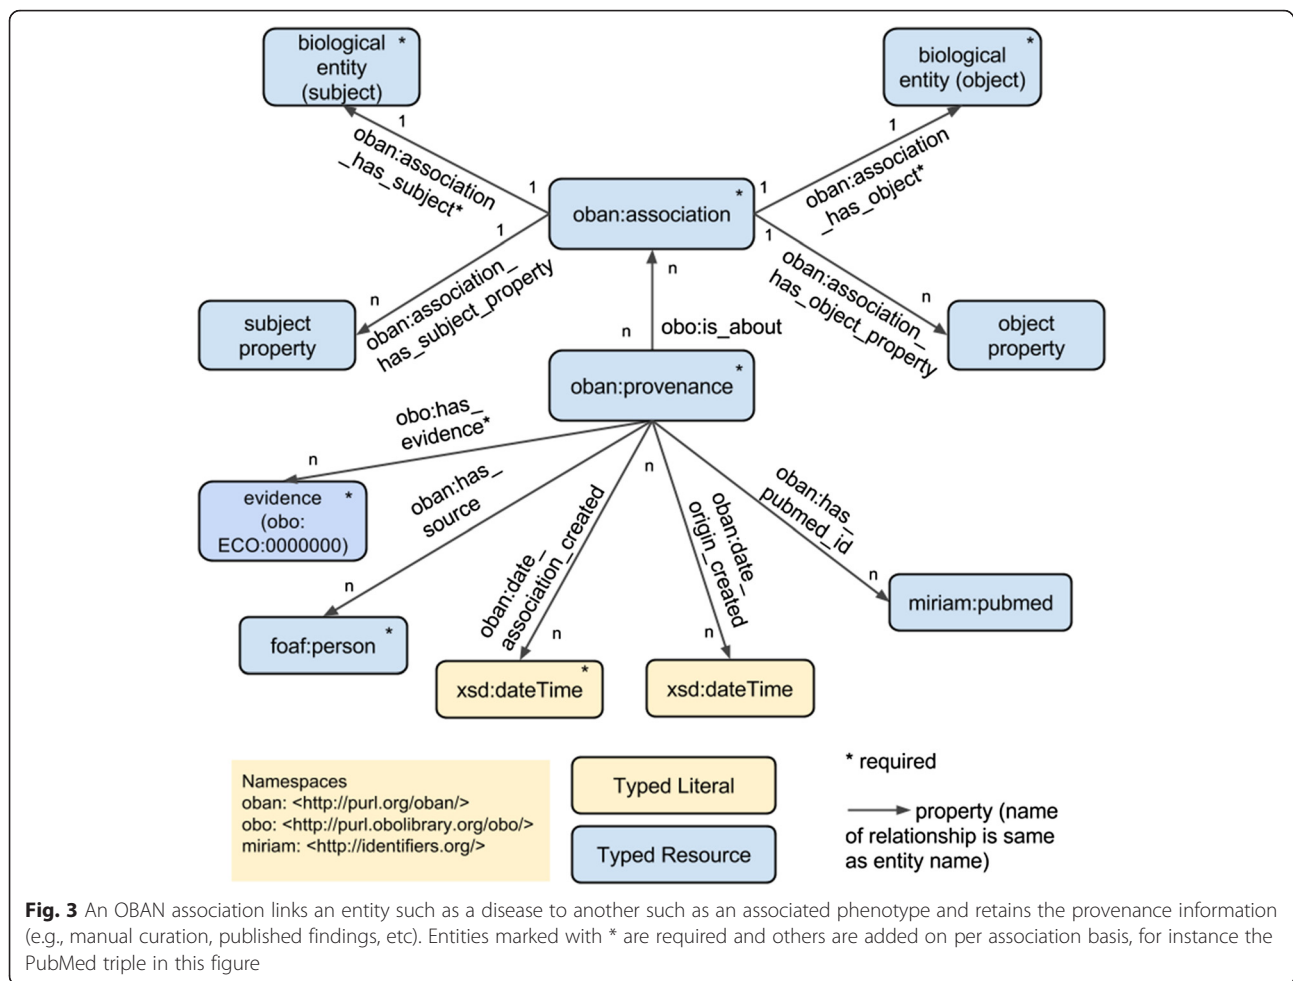 biological *
entity
(subject)
biological *
entity (object)
1
oban:association
_has_subject*
1
1
oban:association
_has_object*
1
oban:association *
1
n
oban:association_
has_subject_property
1
n
oban:association_
has_object_property
subject
property
object
property
n
n
obo:is_about
oban:provenance *
obo:has_
evidence*
n
oban:has_
source
n
oban:date_
association_created
n
n
oban:date_
origin_created
n
oban:has_
pubmed_id
n
evidence *
(obo:
ECO:0000000)
foaf:person *
xsd:dateTime *
xsd:dateTime
miriam:pubmed
Namespaces
oban: <http://purl.org/oban/>
obo: <http://purl.obolibrary.org/obo/>
miriam: <http://identifiers.org/>
Typed Literal
Typed Resource
* required
property (name
of relationship is same
as entity name)
Fig. 3 An OBAN association links an entity such as a disease to another such as an associated phenotype and retains the provenance information
(e.g., manual curation, published findings, etc). Entities marked with * are required and others are added on per association basis, for instance the
PubMed triple in this figure